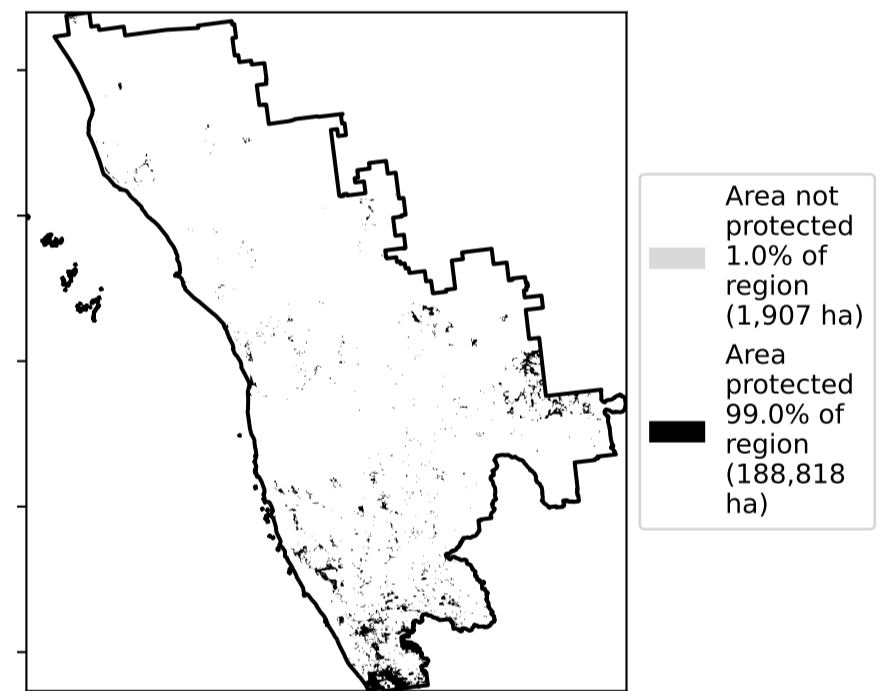 Area not
protected
1.0% of
region
(1,907 ha)
Area
protected
99.0% of
region
(188,818
ha)